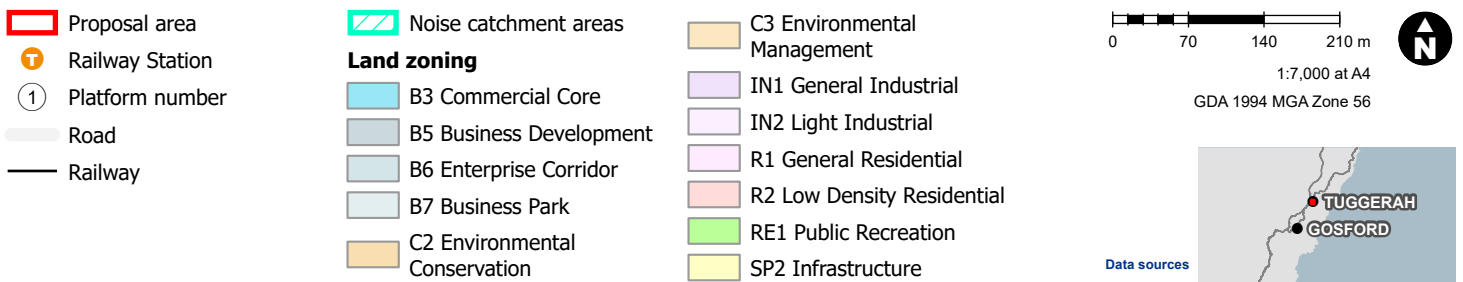 Proposal area
T
Railway Station
1
Platform number
Road
Railway
Noise catchment areas
Land zoning
B3 Commercial Core
B5 Business Development
B6 Enterprise Corridor
B7 Business Park
C2 Environmental
Conservation
C3 Environmental
Management
IN1 General Industrial
IN2 Light Industrial
R1 General Residential
R2 Low Density Residential
RE1 Public Recreation
SP2 Infrastructure
0 70 140 210 m
N
1:7,000 at A4
GDA 1994 MGA Zone 56
TUGGERAH
GOSFORD
Data sources